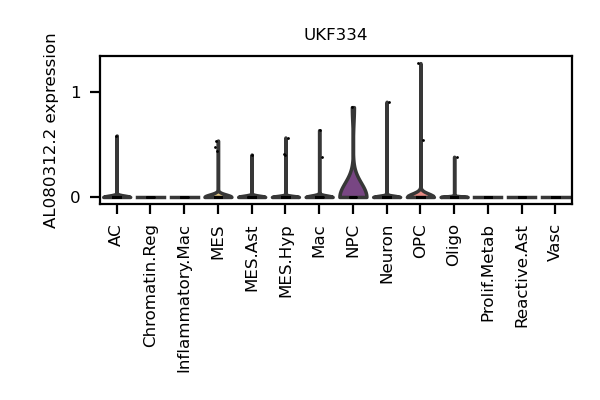 UKF334
AL080312.2 expression
1
0
AC
Chromatin.Reg
Inflammatory.Mac
MES
MES.Ast
MES.Hyp
Mac
NPC
Neuron
OPC
Oligo
Prolif.Metab
Reactive.Ast
Vasc